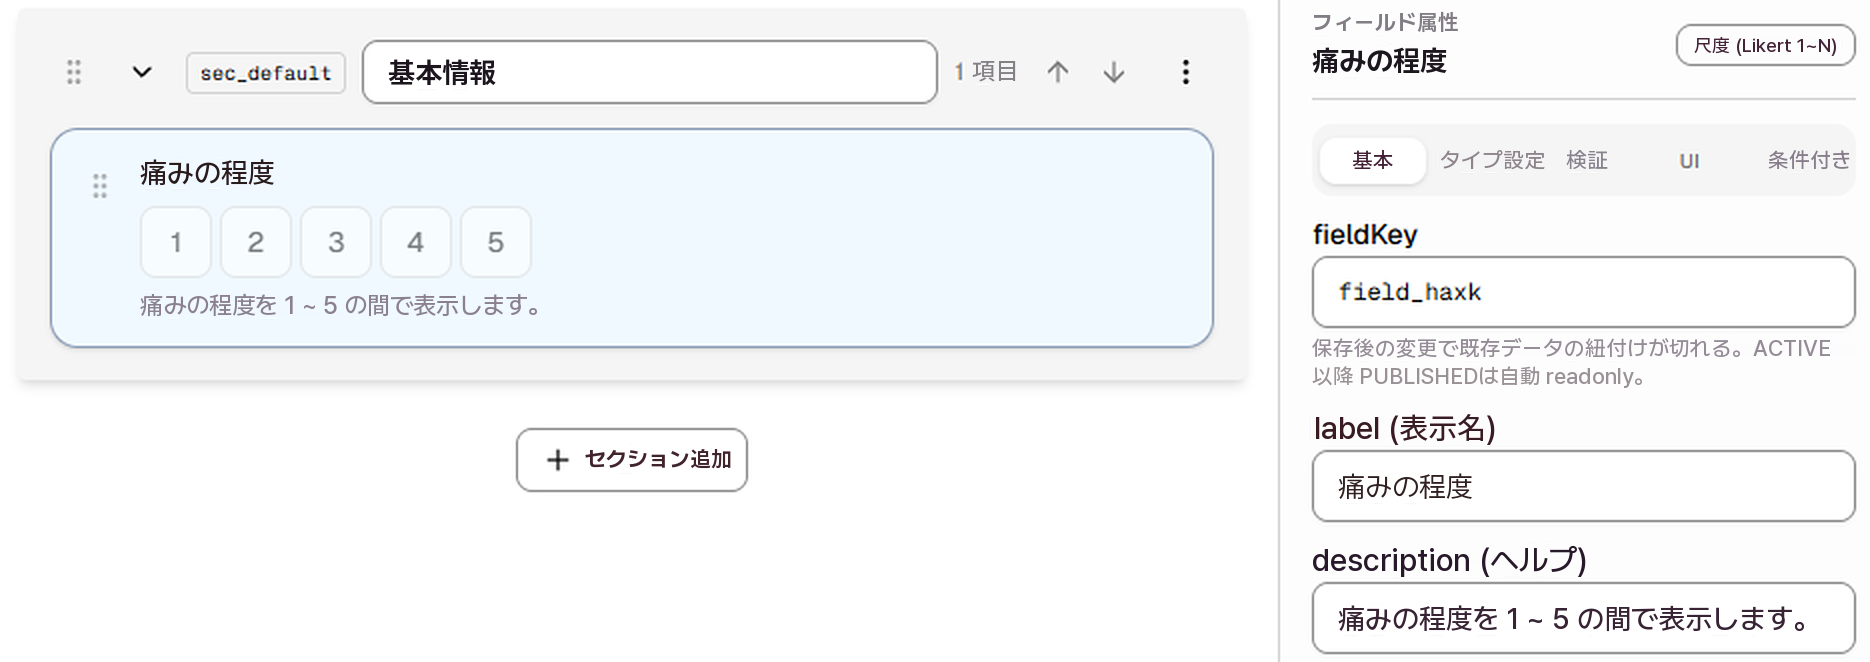 sec_default 基本情報 1 項目
痛みの程度
1 2 3 4 5
痛みの程度を 1 ~ 5 の間で表示します。
セクション追加
フィールド属性
痛みの程度
尺度 (Likert 1~N)
基本 タイプ設定 検証 UI 条件付き
fieldKey
field_haxk
保存後の変更で既存データの紐付けが切れる。ACTIVE
以降 PUBLISHEDは自動 readonly。
label (表示名)
痛みの程度
description (ヘルプ)
痛みの程度を 1 ~ 5 の間で表示します。